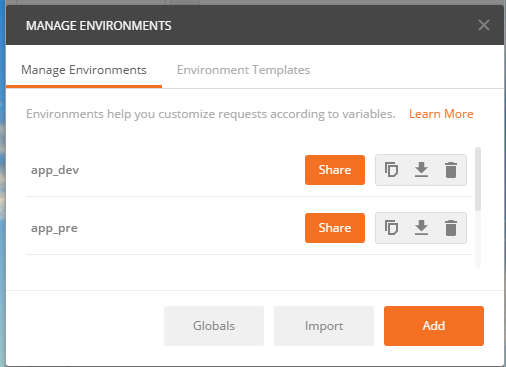 MANAGE ENVIRONMENTS
Manage Environments Environment Templates
Environments help you customize requests according to variables. Learn More
app_dev Share
app_pre Share
Globals Import Add